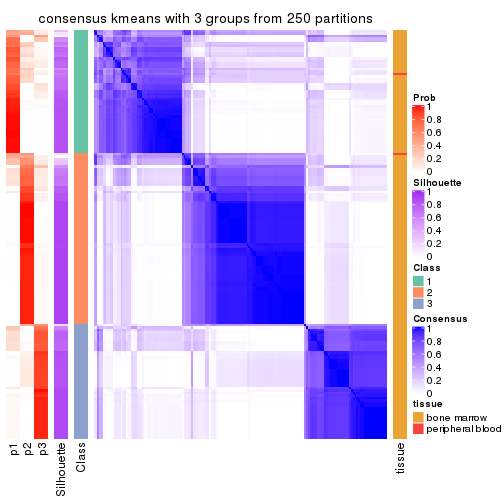 consensus kmeans with 3 groups from 250 partitions
Prob
1
0.8
0.6
0.4
0.2
0
Silhouette
1
0.8
0.6
0.4
0.2
0
Class
1
2
3
Consensus
1
0.8
0.6
0.4
0.2
0
tissue
bone marrow
peripheral blood
p1
p2
p3
Silhouette
Class
tissue